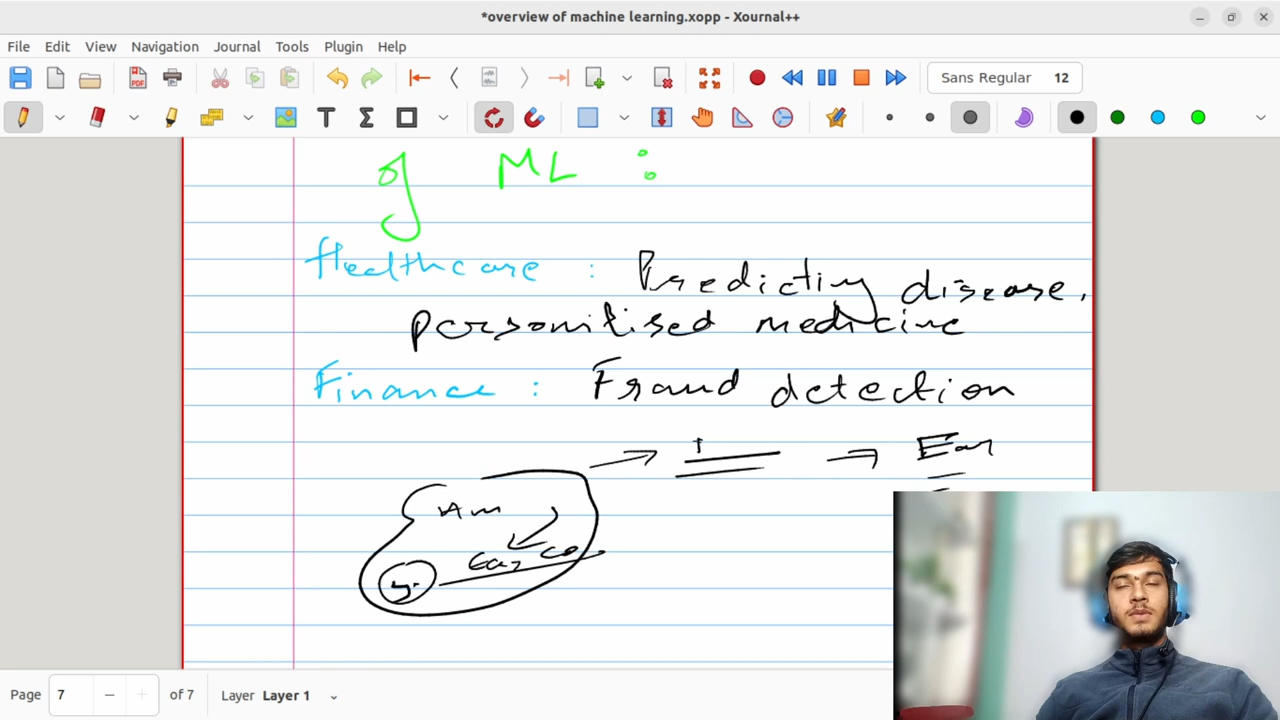 *overview of machine learning.xopp - Xournal++
File Edit View Navigation Journal Tools Plugin Help
Sans Regular 12
of ML :
Healthcare : Predicting disease,
personilised medicine
Finance : Fraud detection
Page 7 of 7 Layer Layer 1